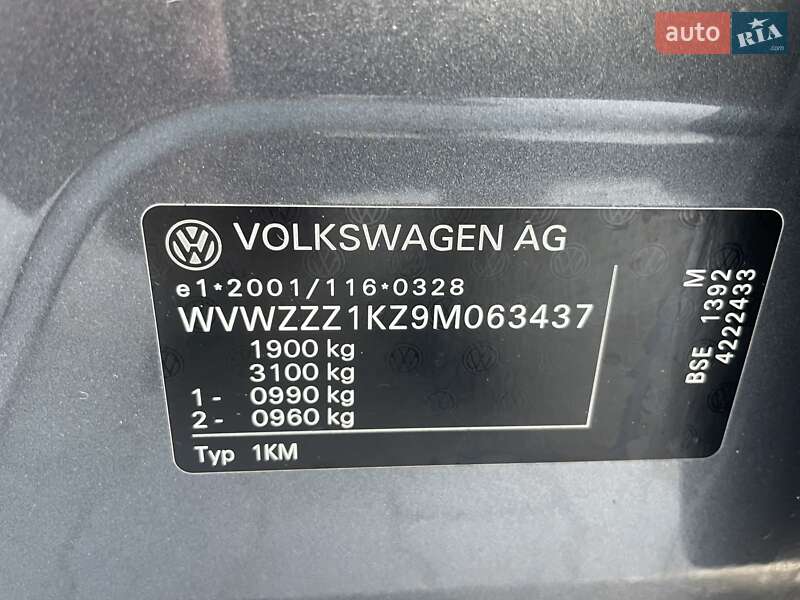 auto RIA .com
VOLKSWAGEN AG
e1*2001/116*0328
WVWZZZ1KZ9M063437
1900 kg
3100 kg
1 - 0990 kg
2 - 0960 kg
Typ 1KM
M
BSE 1392
4222433